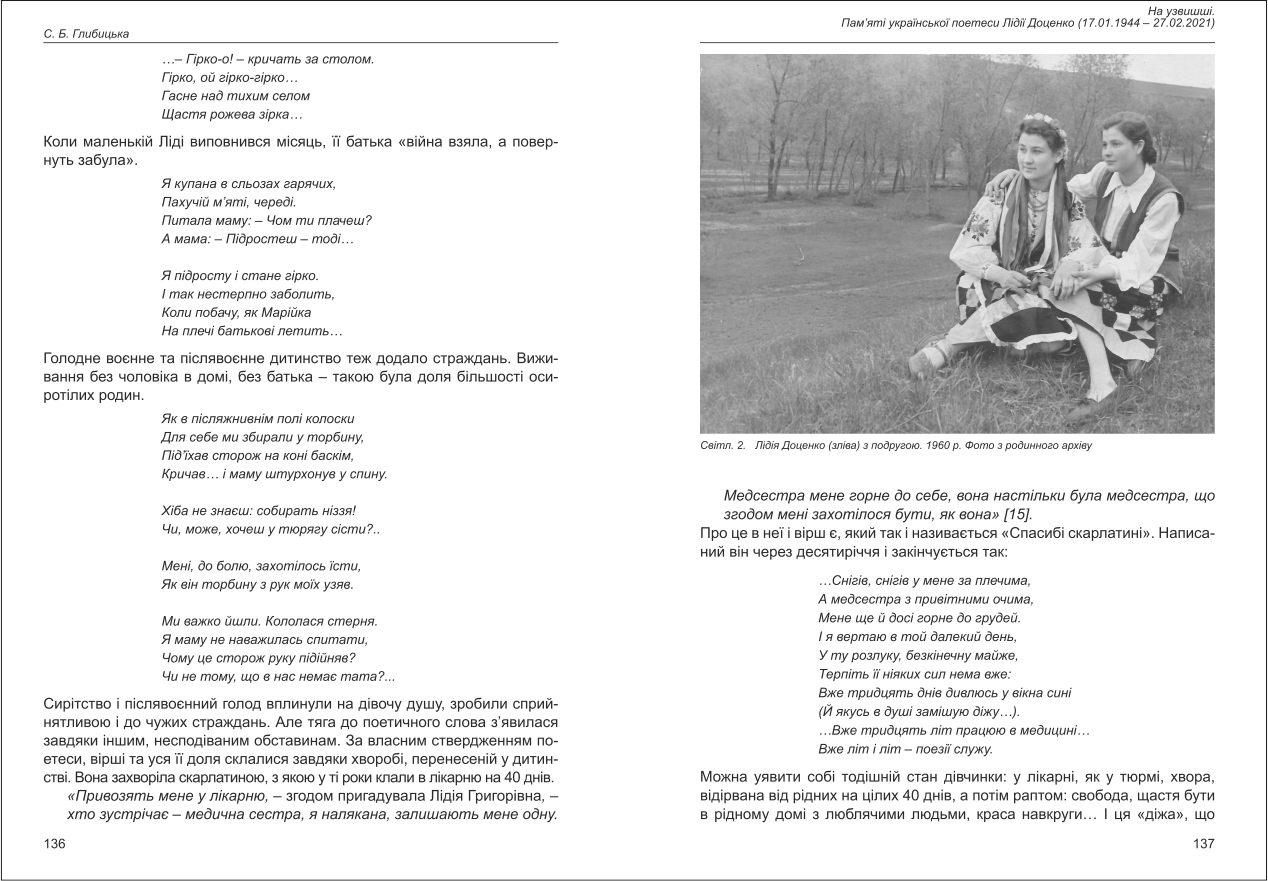 С. Б. Глибицька
…– Гірко-о! – кричать за столом.
Гірко, ой гірко-гірко…
Гасне над тихим селом
Щастя рожева зірка…
Коли маленькій Ліді виповнився місяць, її батька «війна взяла, а повер-
нуть забула».
Я купана в сльозах гарячих,
Пахучій м’яті, череді.
Питала маму: – Чом ти плачеш?
А мама: – Підростеш – тоді…
Я підросту і стане гірко.
І так нестерпно заболить,
Коли побачу, як Марійка
На плечі батькові летить…
Голодне воєнне та післявоєнне дитинство теж додало страждань. Вижи-
вання без чоловіка в домі, без батька – такою була доля більшості оси-
ротілих родин.
Як в післяжнивнім полі колоски
Для себе ми збирали у торбину,
Під’їхав сторож на коні баскім,
Кричав… і маму штурхонув у спину.
Хіба не знаєш: собирать ніззя!
Чи, може, хочеш у тюрягу сісти?..
Мені, до болю, захотілось їсти,
Як він торбину з рук моїх узяв.
Ми важко йшли. Кололася стерня.
Я маму не наважилась спитати,
Чому це сторож руку підійняв?
Чи не тому, що в нас немає тата?...
Сирітство і післявоєнний голод вплинули на дівочу душу, зробили сприй-
нятливою і до чужих страждань. Але тяга до поетичного слова з’явилася
завдяки іншим, несподіваним обставинам. За власним ствердженням по-
етеси, вірші та уся її доля склалися завдяки хворобі, перенесеній у дитин-
стві. Вона захворіла скарлатиною, з якою у ті роки клали в лікарню на 40 днів.
«Привозять мене у лікарню, – згодом пригадувала Лідія Григорівна, –
хто зустрічає – медична сестра, я налякана, залишають мене одну.
136
На узвишші.
Пам’яті української поетеси Лідії Доценко (17.01.1944 – 27.02.2021)
Світл. 2. Лідія Доценко (зліва) з подругою. 1960 р. Фото з родинного архіву
Медсестра мене горне до себе, вона настільки була медсестра, що
згодом мені захотілося бути, як вона» [15].
Про це в неї і вірш є, який так і називається «Спасибі скарлатині». Написа-
ний він через десятиріччя і закінчується так:
…Снігів, снігів у мене за плечима,
А медсестра з привітними очима,
Мене ще й досі горне до грудей.
І я вертаю в той далекий день,
У ту розлуку, безкінечну майже,
Терпіть її ніяких сил нема вже:
Вже тридцять днів дивлюсь у вікна сині
(Й якусь в душі замішую діжу…).
…Вже тридцять літ працюю в медицині…
Вже літ і літ – поезії служу.
Можна уявити собі тодішній стан дівчинки: у лікарні, як у тюрмі, хвора,
відірвана від рідних на цілих 40 днів, а потім раптом: свобода, щастя бути
в рідному домі з люблячими людьми, краса навкруги… І ця «діжа», що
137